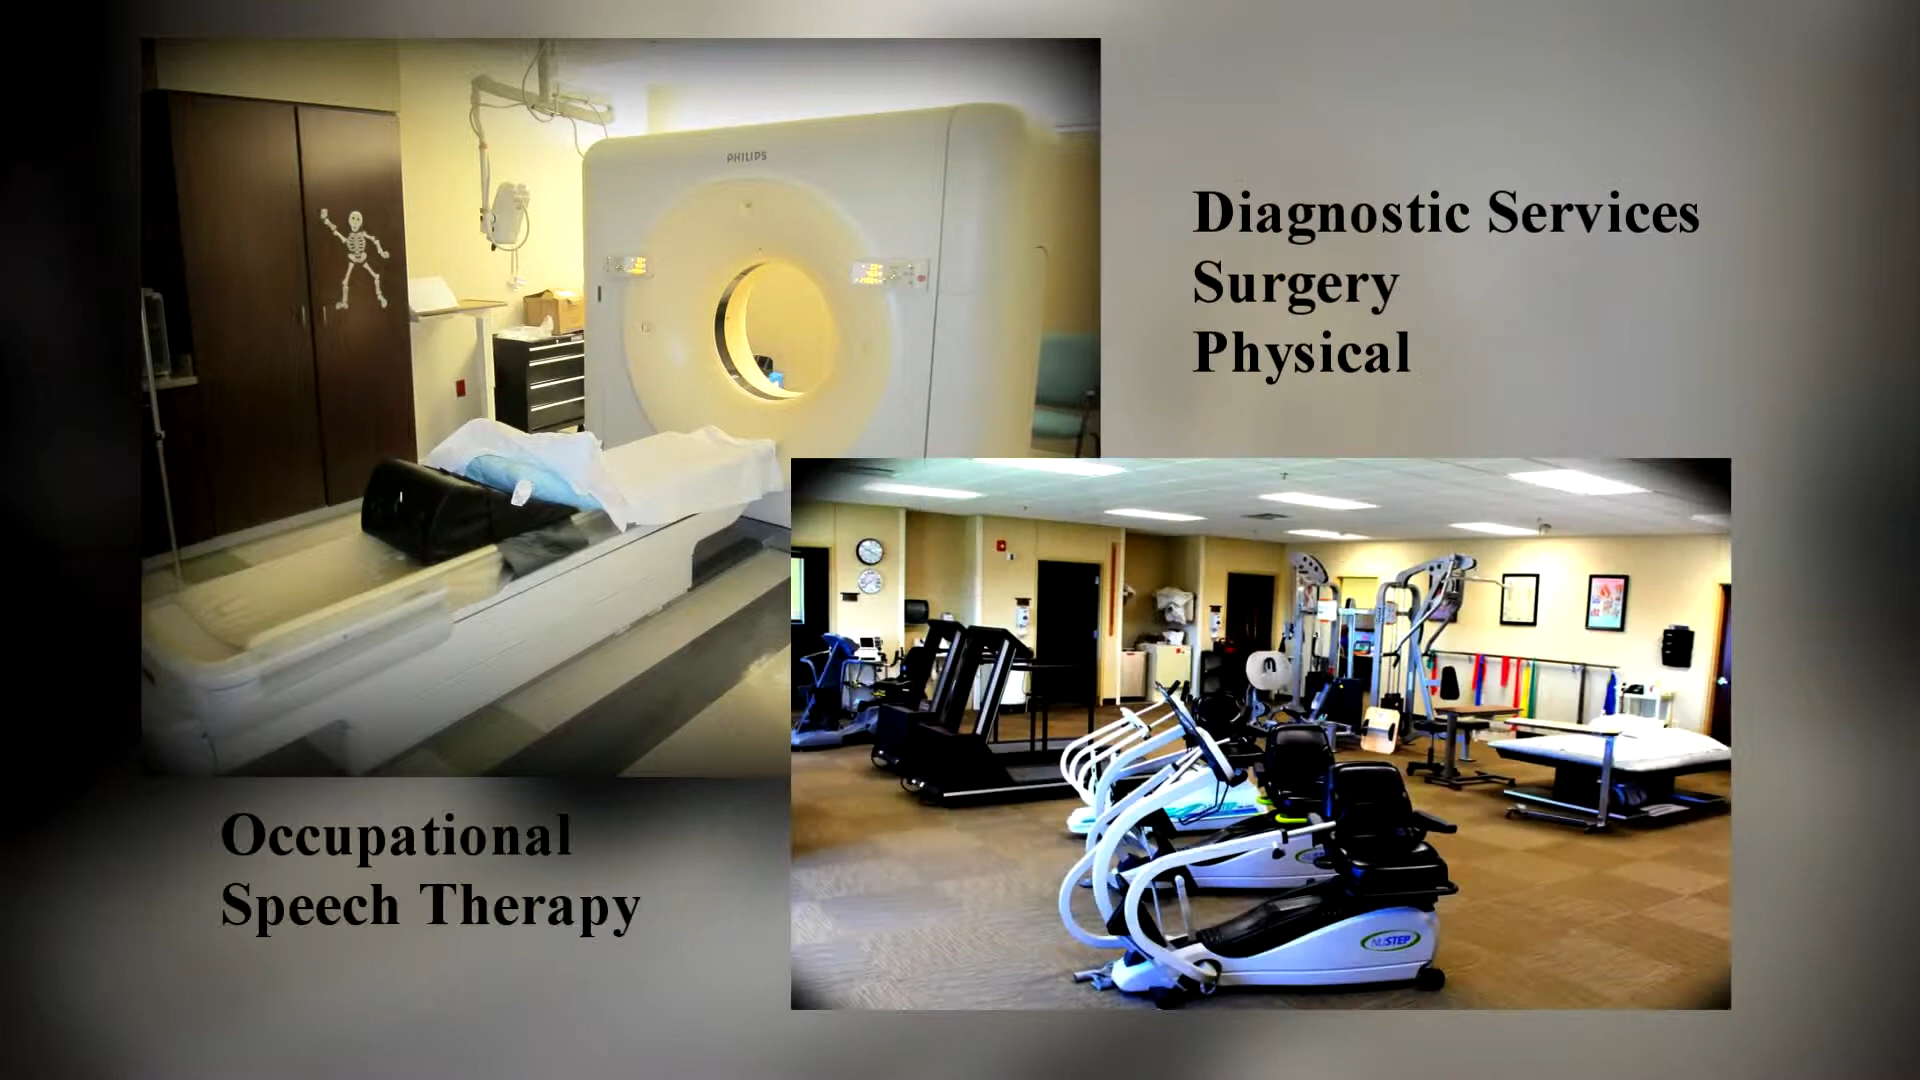 PHILIPS
Diagnostic Services
Surgery
Physical
Occupational
Speech Therapy
NUSTEP